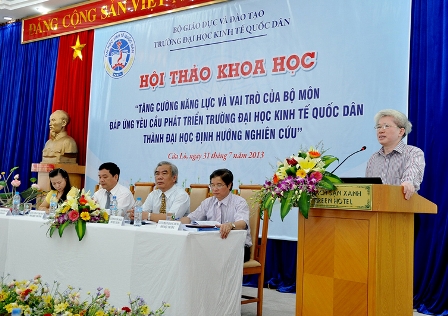 CỘNG SẢN VIỆT NAM
BỘ GIÁO DỤC VÀ ĐÀO TẠO
TRƯỜNG ĐẠI HỌC KINH TẾ QUỐC DÂN
HỘI THẢO KHOA HỌC
"TĂNG CƯỜNG NĂNG LỰC VÀ VAI TRÒ CỦA BỘ MÔN
ĐÁP ỨNG YÊU CẦU PHÁT TRIỂN TRƯỜNG ĐẠI HỌC KINH TẾ QUỐC DÂN
THÀNH ĐẠI HỌC ĐỊNH HƯỚNG NGHIÊN CỨU"
Cửa Lò, ngày 31 tháng 7 năm 2013
SẠN XANH
GREEN HOTEL